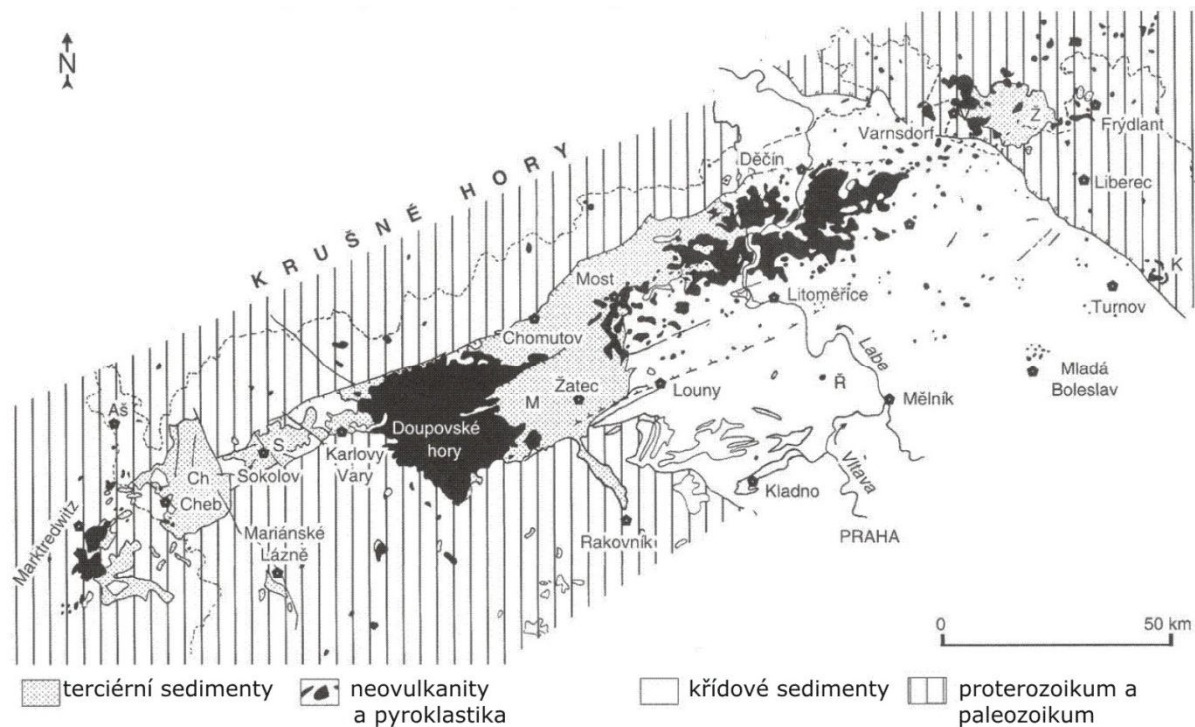 N
KRUŠNÉ HORY
Varnsdorf
Ž
Frýdlant
Děčín
Liberec
K
Most
Litoměřice
Turnov
Chomutov
Labe
Ř
Mladá
Boleslav
Žatec
M
Louny
Mělník
Aš
Doupovské
hory
S
Karlovy
Vary
Ch
Sokolov
Cheb
Vltava
Kladno
Mariánské
Lázně
Marktredwitz
Rakovník
PRAHA
0 50 km
terciérní sedimenty
neovulkanity
a pyroklastika
křídové sedimenty
proterozoikum a
paleozoikum